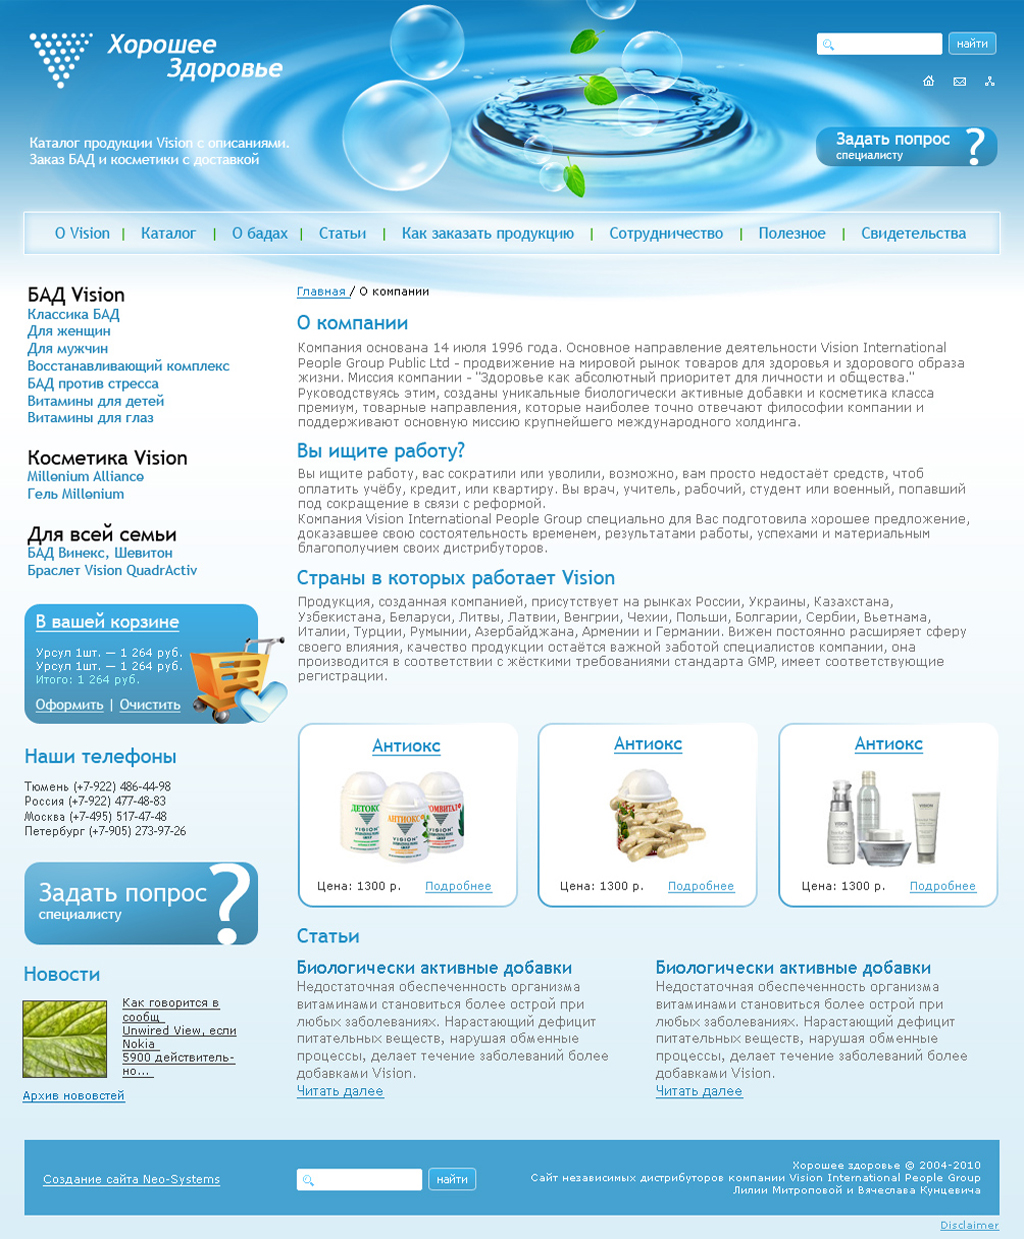 Хорошее
Здоровье
найти
Каталог продукции Vision с описаниями.
Заказ БАД и косметики с доставкой
Задать попрос
специалисту
?
О Vision | Каталог | О бадах | Статьи | Как заказать продукцию | Сотрудничество | Полезное | Свидетельства
БАД Vision
Классика БАД
Для женщин
Для мужчин
Восстанавливающий комплекс
БАД против стресса
Витамины для детей
Витамины для глаз
Косметика Vision
Millenium Alliance
Гель Millenium
Для всей семьи
БАД Винекс, Шевитон
Браслет Vision QuadrActiv
В вашей корзине
Урсул 1шт. — 1 264 руб.
Урсул 1шт. — 1 264 руб.
Итого: 1 264 руб.
Оформить | Очистить
Наши телефоны
Тюмень (+7-922) 486-44-98
Россия (+7-922) 477-48-83
Москва (+7-495) 517-47-48
Петербург (+7-905) 273-97-26
Задать попрос
специалисту
?
Новости
Как говорится в
сообщ
Unwired View, если
Nokia
5900 действитель-
но...
Архив нововстей
Главная / О компании
О компании
Компания основана 14 июля 1996 года. Основное направление деятельности Vision International
People Group Public Ltd - продвижение на мировой рынок товаров для здоровья и здорового образа
жизни. Миссия компании - "Здоровье как абсолютный приоритет для личности и общества."
Руководствуясь этим, созданы уникальные биологически активные добавки и косметика класса
премиум, товарные направления, которые наиболее точно отвечают философии компании и
поддерживают основную миссию крупнейшего международного холдинга.
Вы ищите работу?
Вы ищите работу, вас сократили или уволили, возможно, вам просто недостаёт средств, чтоб
оплатить учёбу, кредит, или квартиру. Вы врач, учитель, рабочий, студент или военный, попавший
под сокращение в связи с реформой.
Компания Vision International People Group специально для Вас подготовила хорошее предложение,
доказавшее свою состоятельность временем, результатами работы, успехами и материальным
благополучием своих дистрибуторов.
Страны в которых работает Vision
Продукция, созданная компанией, присутствует на рынках России, Украины, Казахстана,
Узбекистана, Беларуси, Литвы, Латвии, Венгрии, Чехии, Польши, Болгарии, Сербии, Вьетнама,
Италии, Турции, Румынии, Азербайджана, Армении и Германии. Вижен постоянно расширяет сферу
своего влияния, качество продукции остаётся важной заботой специалистов компании, она
производится в соответствии с жёсткими требованиями стандарта GMP, имеет соответствующие
регистрации.
Антиокс
ДЕТОКС
АНТИОКС
VISION
Цена: 1300 р. Подробнее
Антиокс
Цена: 1300 р. Подробнее
Антиокс
Цена: 1300 р. Подробнее
Статьи
Биологически активные добавки
Недостаточная обеспеченность организма
витаминами становиться более острой при
любых заболеваниях. Нарастающий дефицит
питательных веществ, нарушая обменные
процессы, делает течение заболеваний более
добавками Vision.
Читать далее
Биологически активные добавки
Недостаточная обеспеченность организма
витаминами становиться более острой при
любых заболеваниях. Нарастающий дефицит
питательных веществ, нарушая обменные
процессы, делает течение заболеваний более
добавками Vision.
Читать далее
Создание сайта Neo-Systems
найти
Хорошее здоровье © 2004-2010
Сайт независимых дистрибуторов компании Vision International People Group
Лилии Митроповой и Вячеслава Кунцевича
Disclaimer